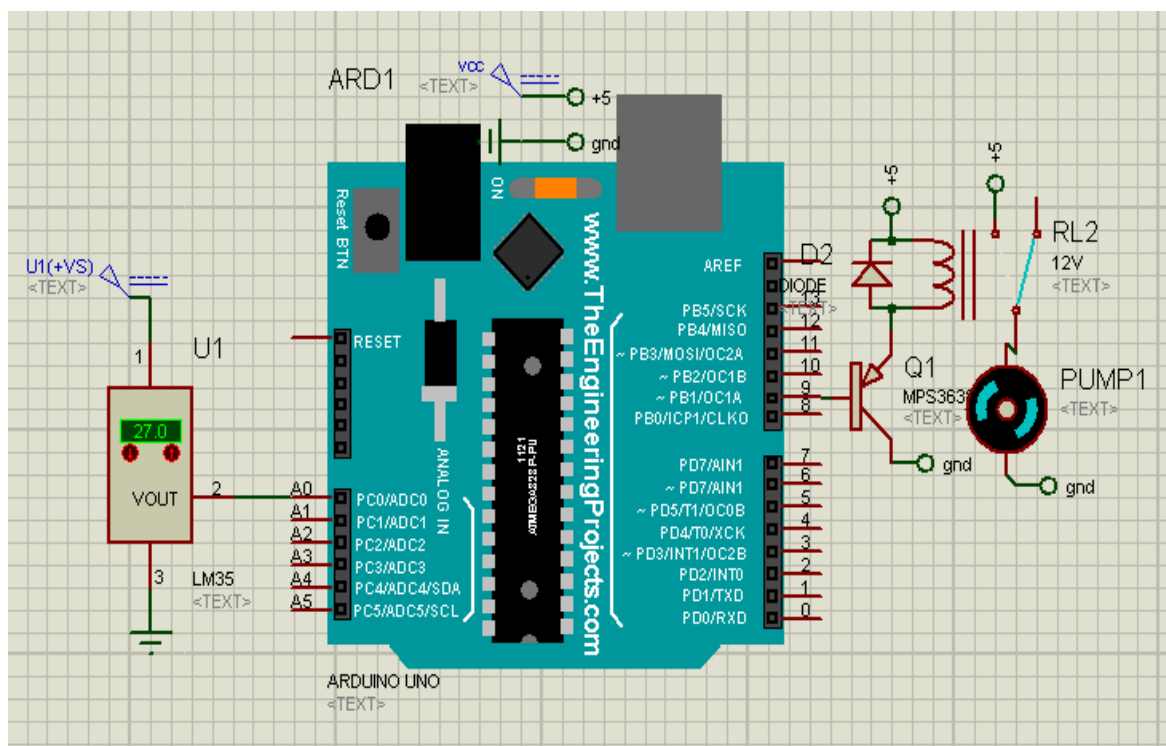 ARD1
<TEXT>
VCC
+5
gnd
ON
Reset BTN
www.TheEngineeringProjects.com
U1(+VS)
<TEXT>
1
U1
27.0
VOUT
2
3
LM35
<TEXT>
RESET
A0
A1
A2
A3
A4
A5
PC0/ADC0
PC1/ADC1
PC2/ADC2
PC3/ADC3
PC4/ADC4/SDA
PC5/ADC5/SCL
ANALOG IN
1121
ATMEGA328P-PU
AREF
PB5/SCK
PB4/MISO
~ PB3/MOSI/OC2A
~ PB2/OC1B
~ PB1/OC1A
PB0/ICP1/CLKO
13
12
11
10
9
8
PD7/AIN1
~ PD7/AIN1
~ PD5/T1/OC0B
PD4/T0/XCK
~ PD3/INT1/OC2B
PD2/INT0
PD1/TXD
PD0/RXD
7
6
5
4
3
2
1
0
ARDUINO UNO
<TEXT>
D2
DIODE
<TEXT>
+5
+5
RL2
12V
<TEXT>
Q1
<TEXT>
gnd
PUMP1
<TEXT>
gnd